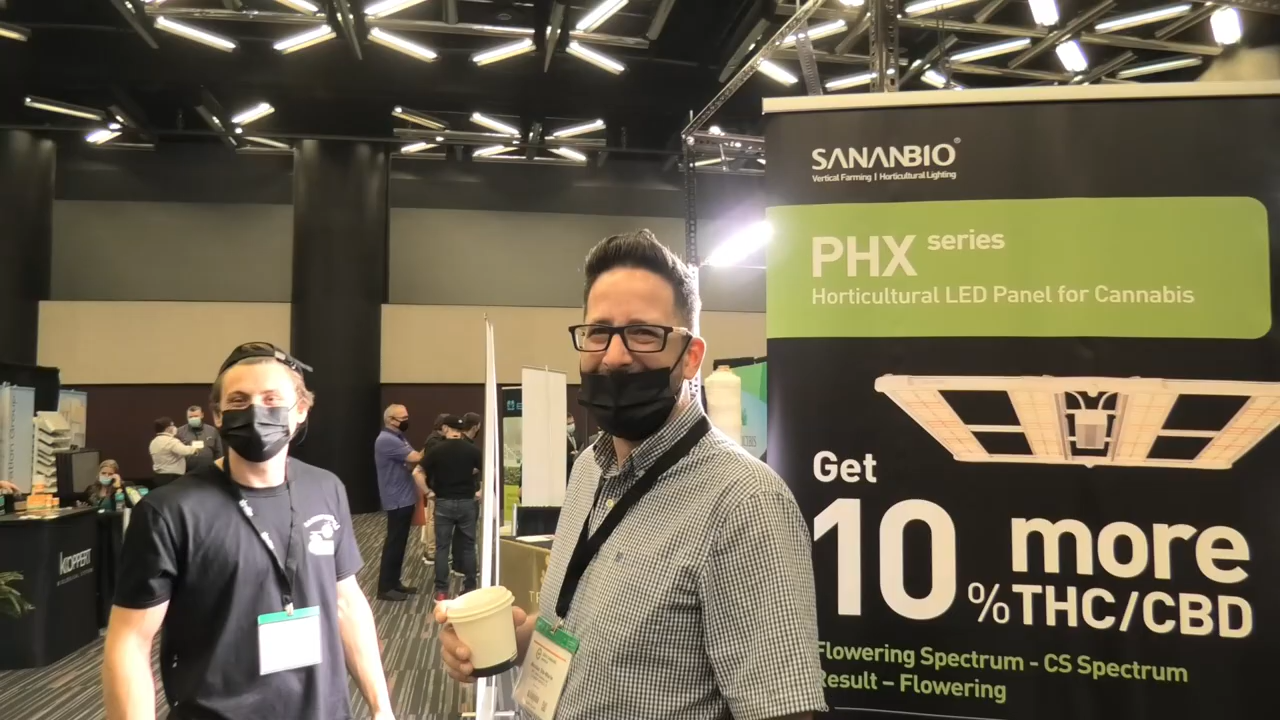 SANANBIO®
Vertical Farming | Horticultural Lighting
PHX series
Horticultural LED Panel for Cannabis
Get
10% more
THC/CBD
Flowering Spectrum - CS Spectrum
Result – Flowering
KOPPERT